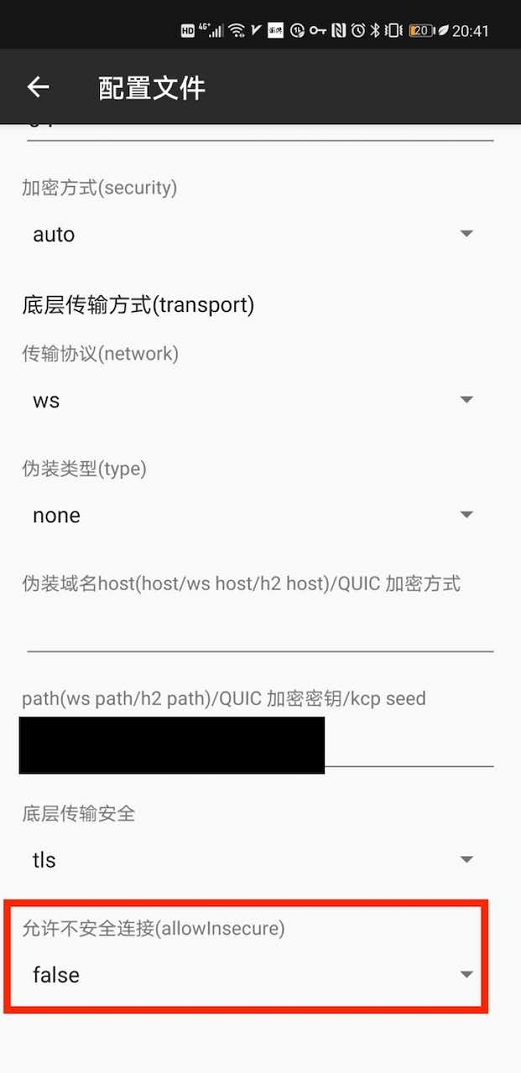 HD 4G+ 20 20:41
配置文件
加密方式(security)
auto
底层传输方式(transport)
传输协议(network)
ws
伪装类型(type)
none
伪装域名host(host/ws host/h2 host)/QUIC 加密方式
path(ws path/h2 path)/QUIC 加密密钥/kcp seed
底层传输安全
tls
允许不安全连接(allowInsecure)
false